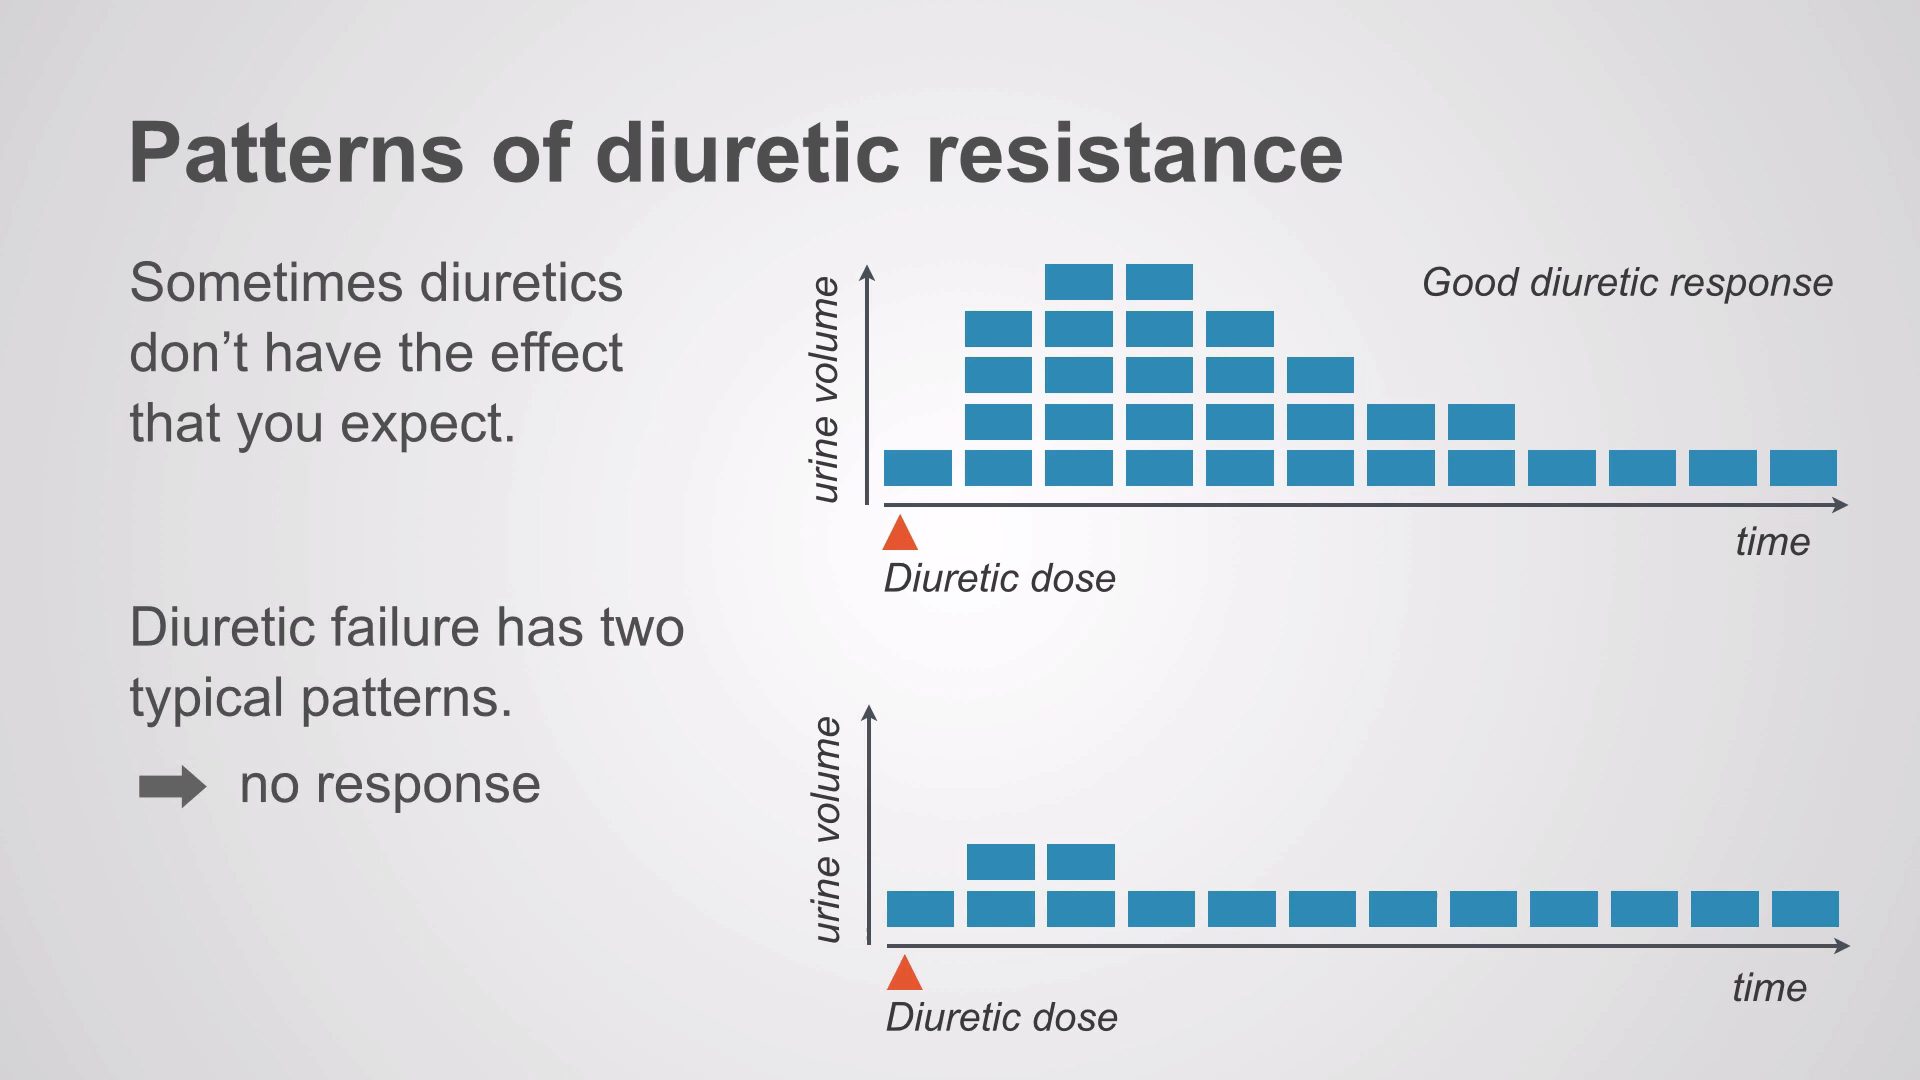 Patterns of diuretic resistance
Sometimes diuretics
don’t have the effect
that you expect.
Diuretic failure has two
typical patterns.
no response
urine volume
Good diuretic response
time
Diuretic dose
urine volume
time
Diuretic dose